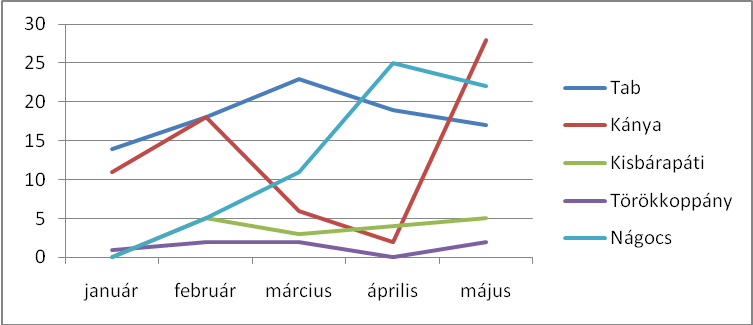 30
25
20
15
10
5
0
január február március április május
Tab
Kánya
Kisbárapáti
Törökkoppány
Nágocs